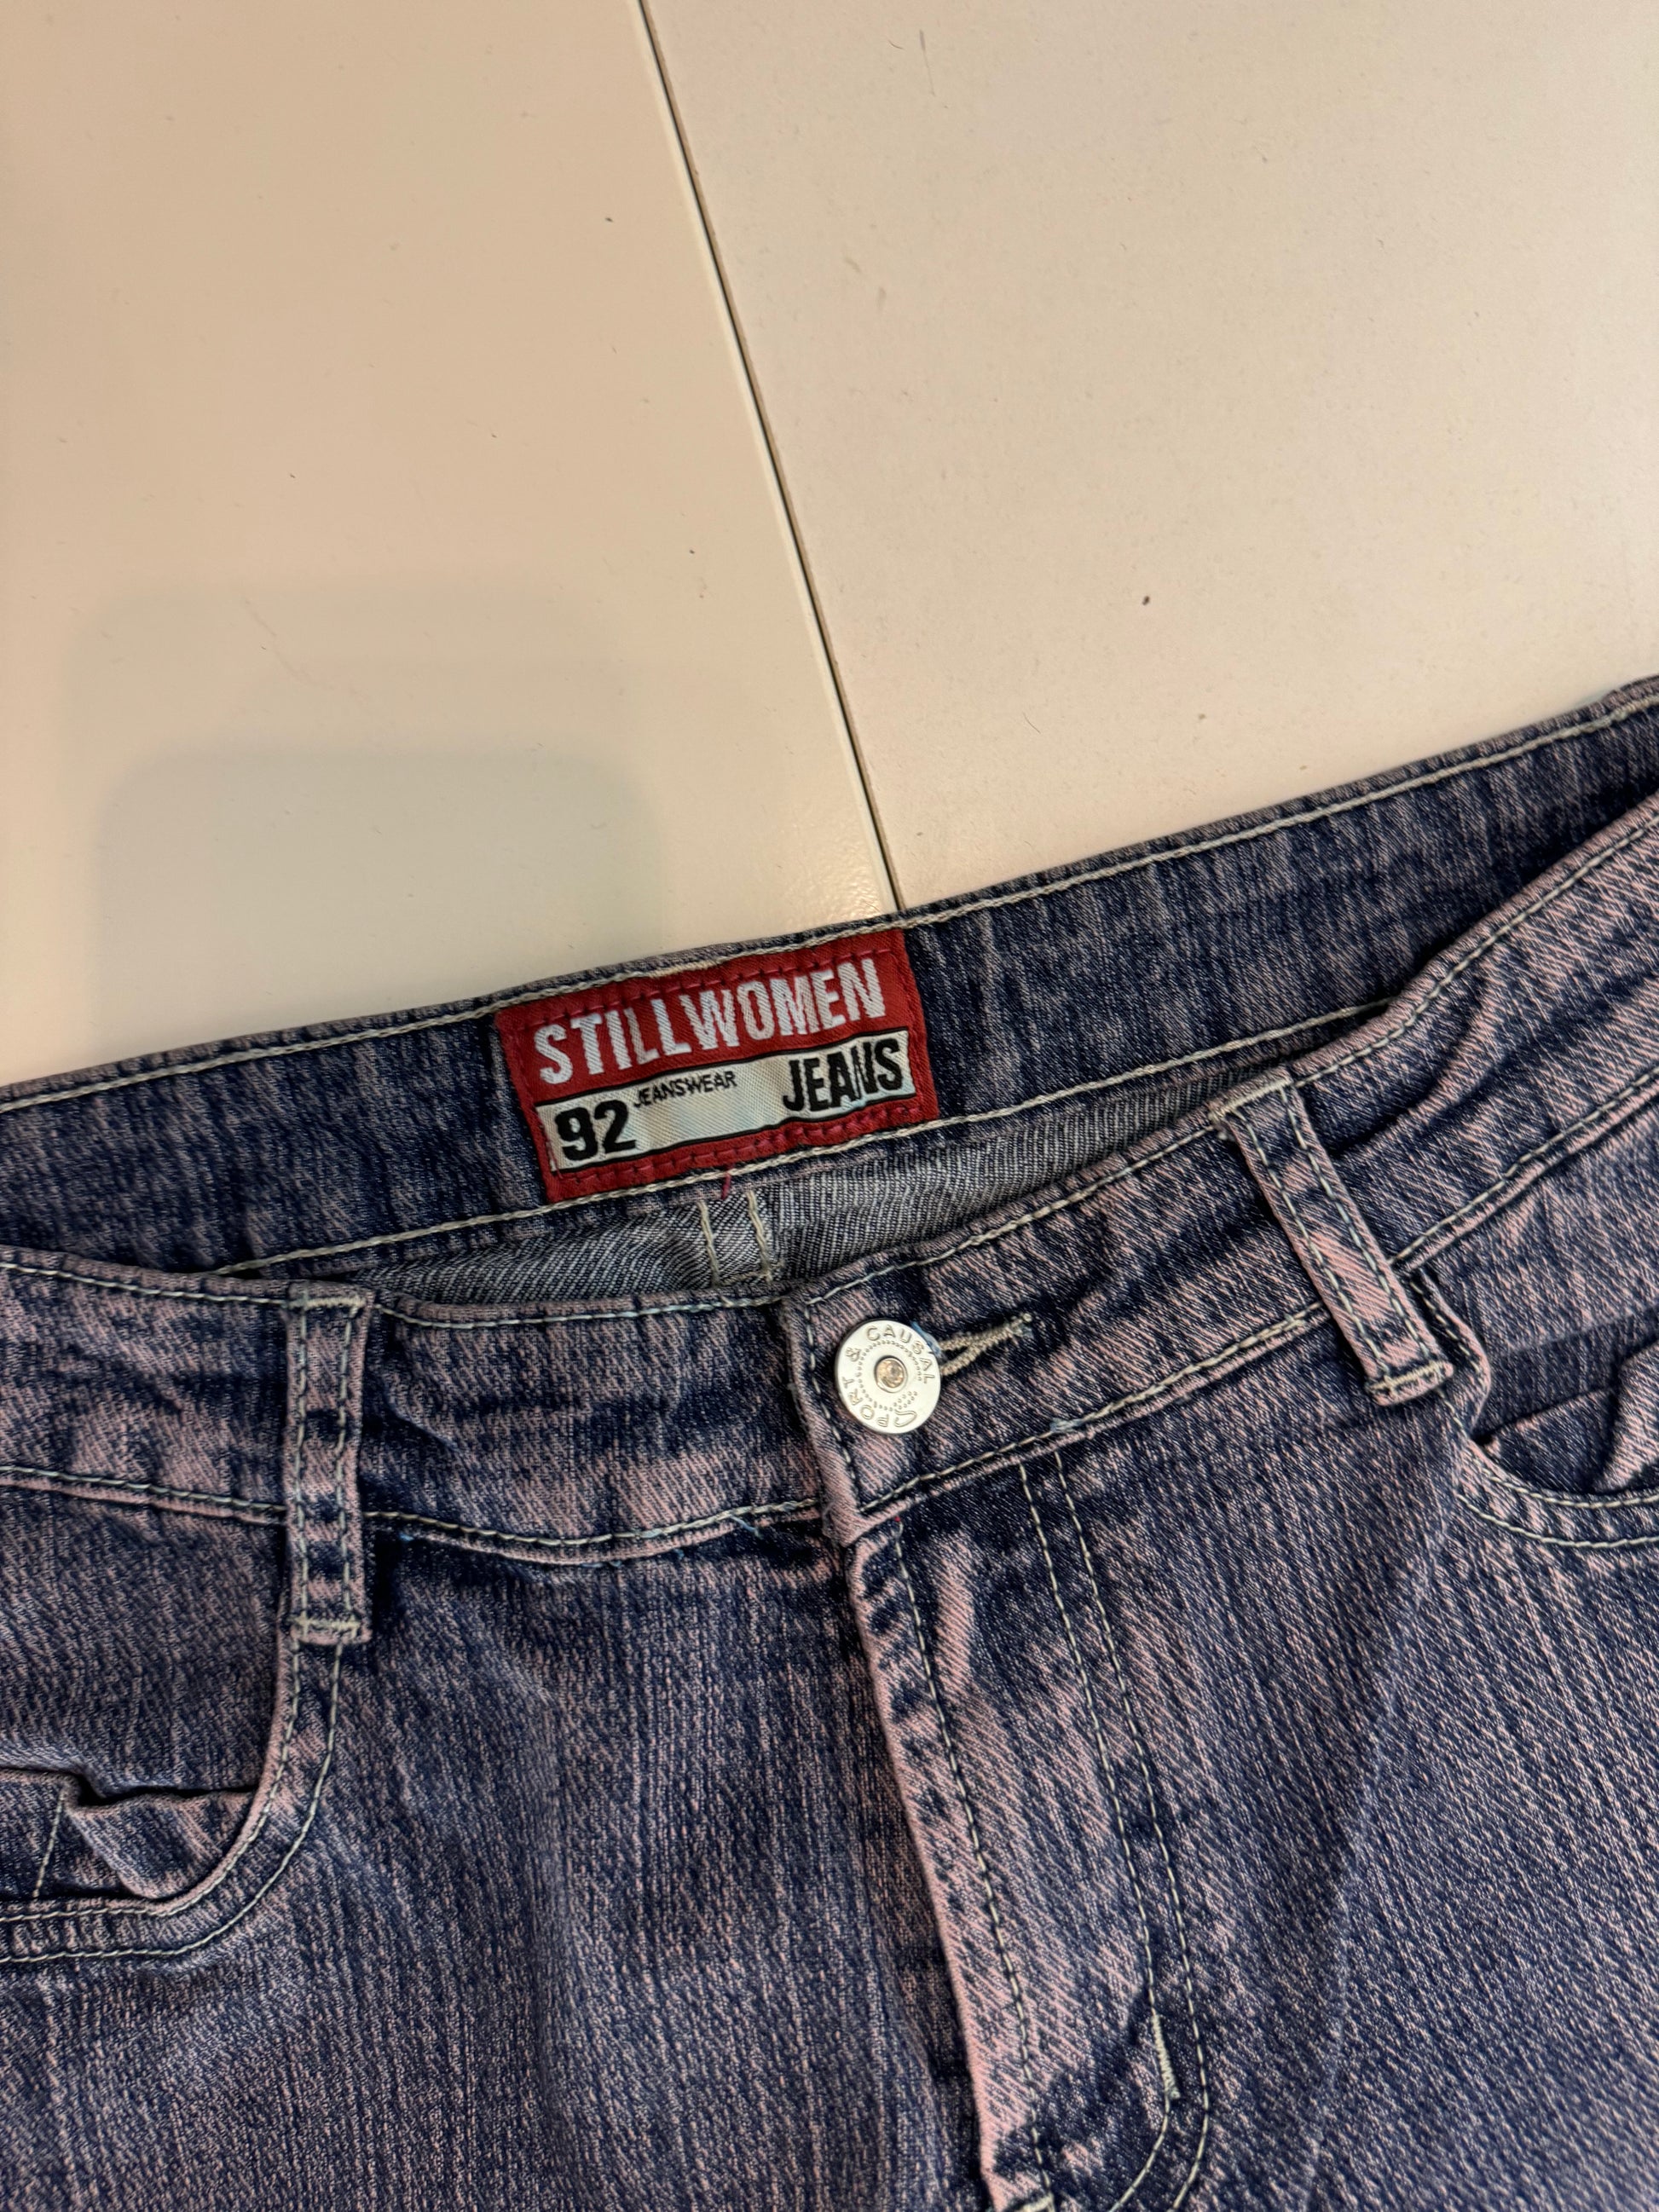 STILLWOMEN
JEANSWEAR
92 JEANS
SPORT & CAUSAL